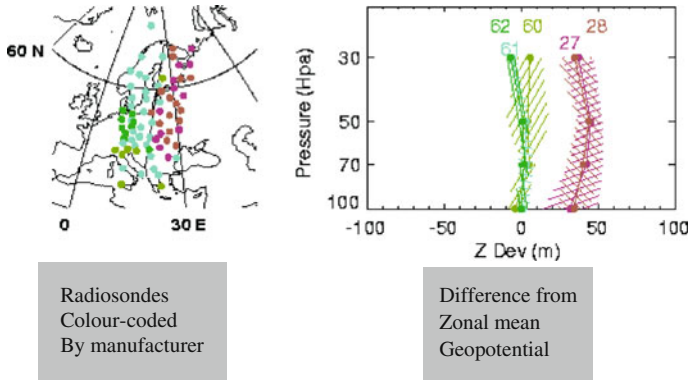 60 N
0
30 E
62
60
61
27
28
Pressure (Hpa)
30
50
70
100
-100
-50
0
50
100
Z Dev (m)
Radiosondes
Colour-coded
By manufacturer
Difference from
Zonal mean
Geopotential